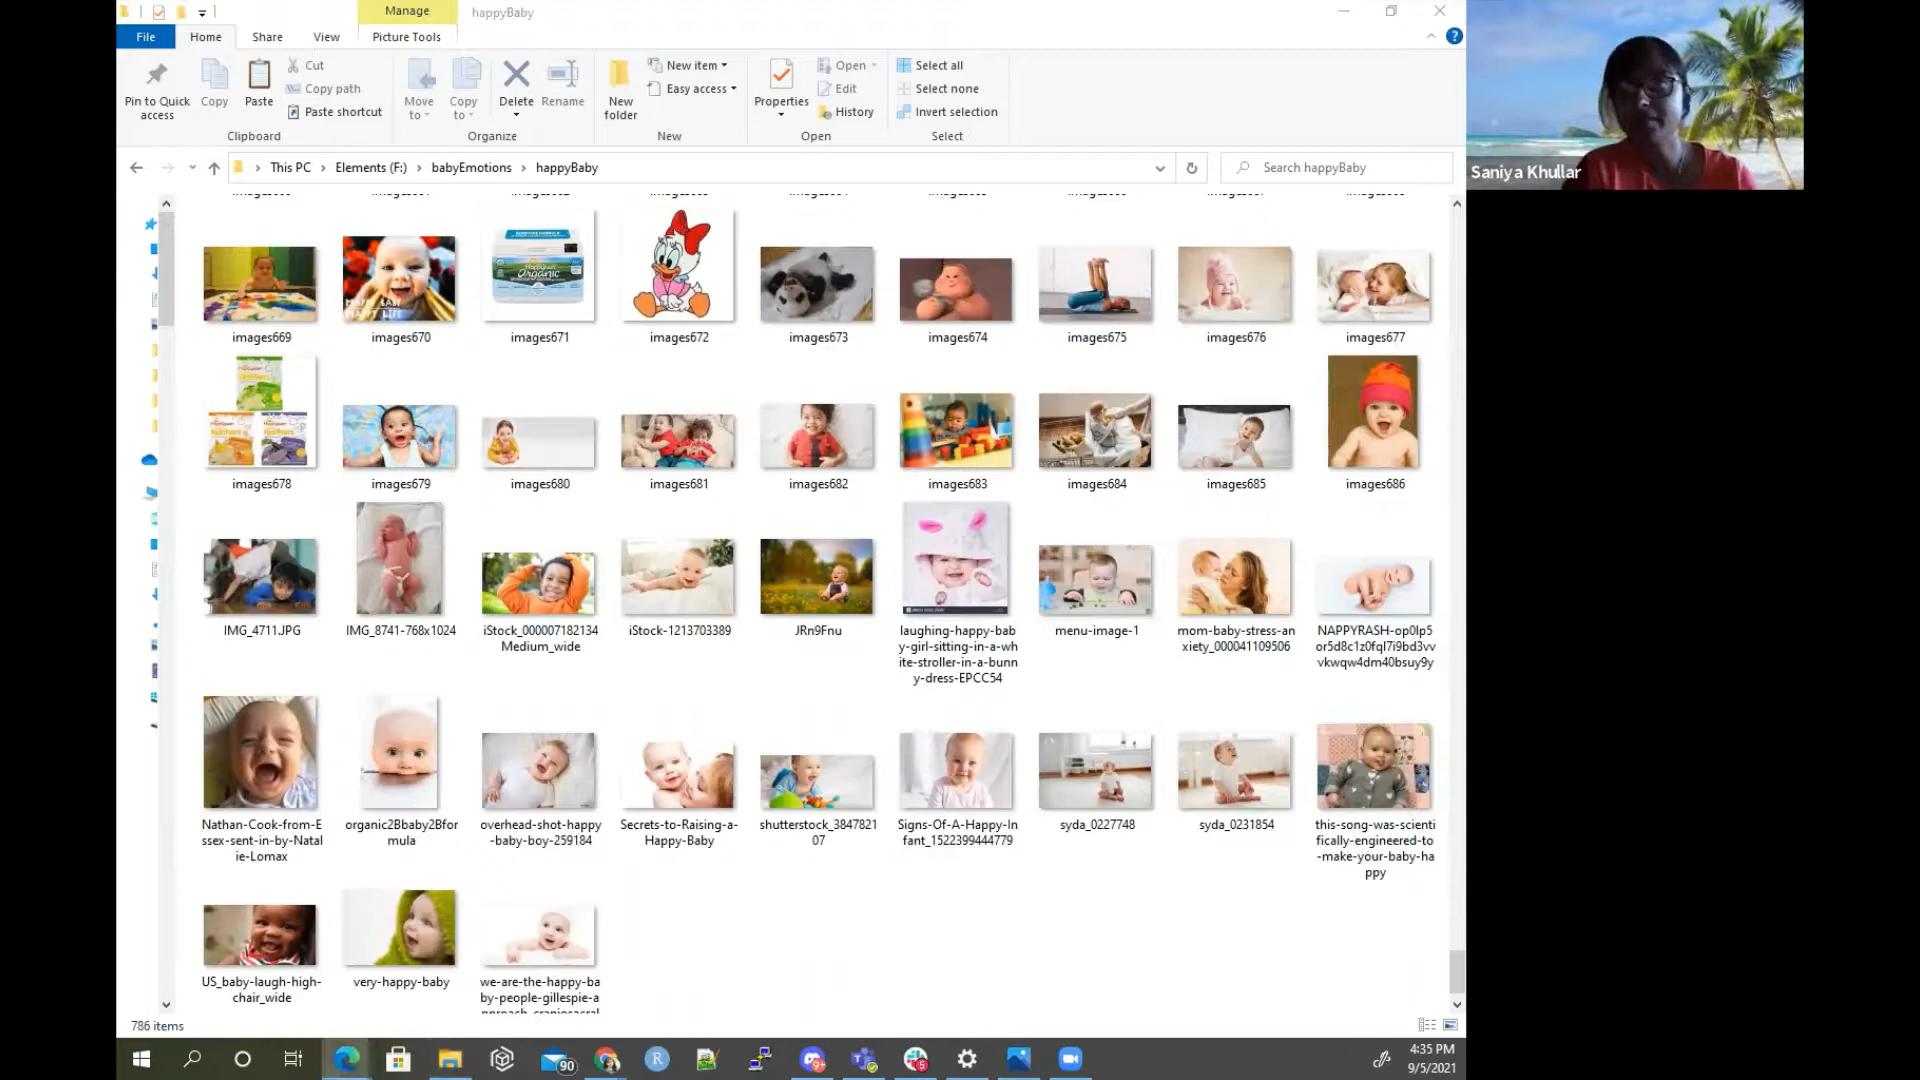 Manage
happyBaby
File
Home
Share
View
Picture Tools
Pin to Quick
access
Copy
Paste
Cut
Copy path
Paste shortcut
Clipboard
Move
to
Copy
to
Delete
Rename
Organize
New
folder
New item
Easy access
New
Properties
Open
Edit
History
Open
Select all
Select none
Invert selection
Select
This PC
Elements (F:)
babyEmotions
happyBaby
Search happyBaby
Saniya Khullar
Organic
images669
images670
images671
images672
images673
images674
images675
images676
images677
images678
images679
images680
images681
images682
images683
images684
images685
images686
IMG_4711.JPG
IMG_8741-768x1024
iStock_000007182134
Medium_wide
iStock-1213703389
JRn9Fnu
laughing-happy-bab
y-girl-sitting-in-a-wh
ite-stroller-in-a-bunn
y-dress-EPCC54
menu-image-1
mom-baby-stress-an
xiety_000041109506
NAPPYRASH-op0lp5
or5d8c1z0fql7i9bd3vv
vkwqw4dm40bsuy9y
Nathan-Cook-from-E
ssex-sent-in-by-Natal
ie-Lomax
organic2Bbaby2Bfor
mula
overhead-shot-happy
-baby-boy-259184
Secrets-to-Raising-a-
Happy-Baby
shutterstock_3847821
07
Signs-Of-A-Happy-In
fant_1522399444779
syda_0227748
syda_0231854
this-song-was-scienti
fically-engineered-to
-make-your-baby-ha
ppy
US_baby-laugh-high-
chair_wide
very-happy-baby
we-are-the-happy-ba
by-people-gillespie-a
786 items
90
9+
5
4:35 PM
9/5/2021